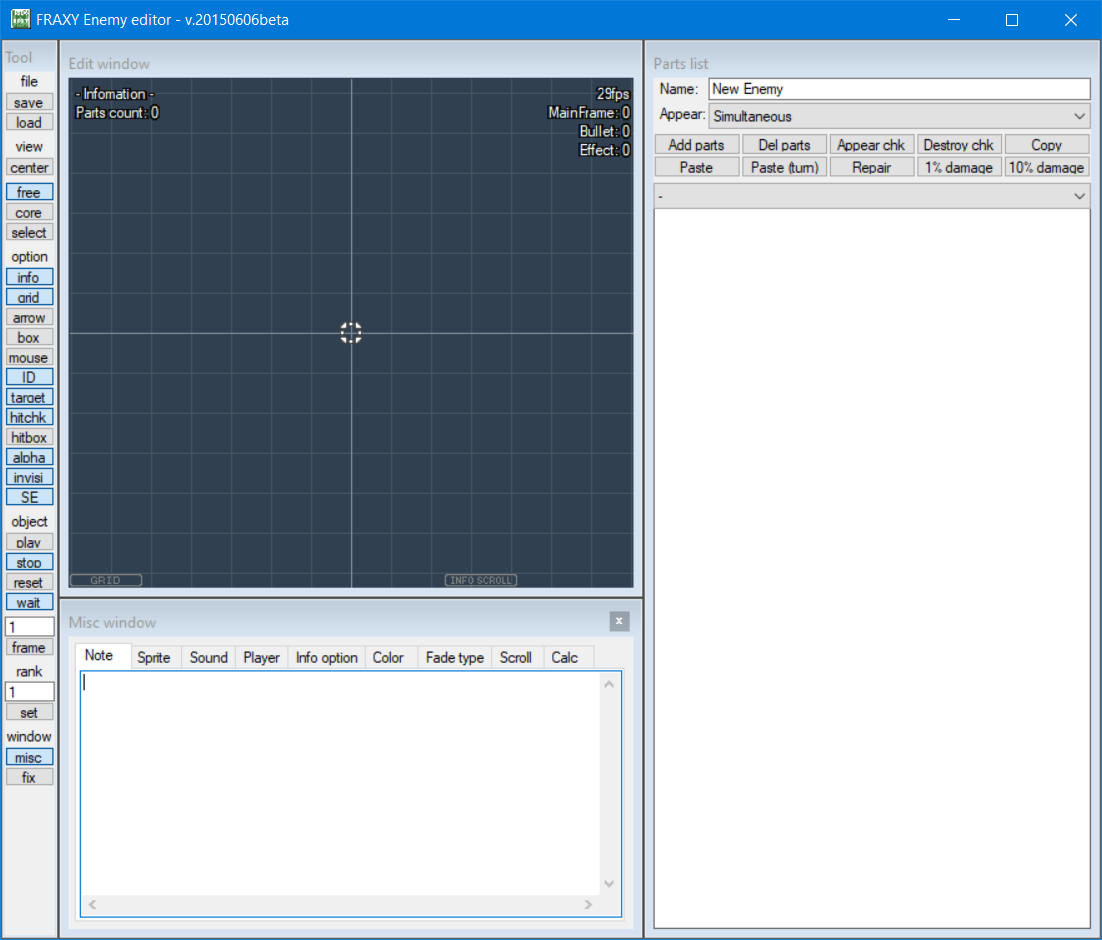 FRAXY Enemy editor - v.20150606beta
Tool
file
save
load
view
center
free
core
select
option
info
grid
arrow
box
mouse
ID
target
hitchk
hitbox
alpha
invisi
SE
object
play
stop
reset
wait
1
frame
rank
1
set
window
misc
fix
Edit window
- Infomation -
Parts count: 0
29fps
MainFrame: 0
Bullet: 0
Effect: 0
GRID
INFO SCROLL
Misc window
x
Note Sprite Sound Player Info option Color Fade type Scroll Calc
Parts list
Name: New Enemy
Appear: Simultaneous
Add parts Del parts Appear chk Destroy chk Copy
Paste Paste (turn) Repair 1% damage 10% damage
-